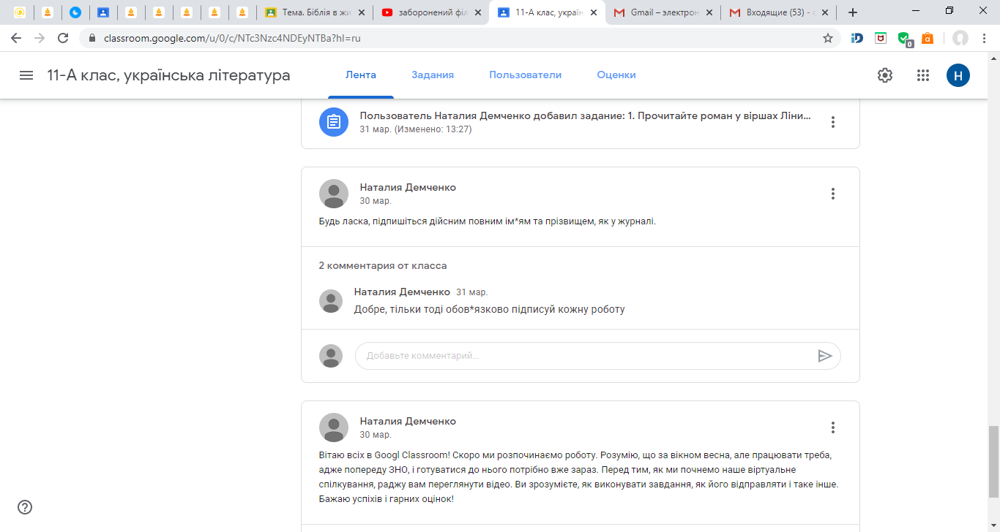 Тема. Біблія в жи
заборонений філ
11-А клас, україн
Gmail – электрон
Входящие (53) - с
classroom.google.com/u/0/c/NTc3Nzc4NDEyNTBa?hl=ru
0
11-А клас, українська література
Лента
Задания
Пользователи
Оценки
Н
Пользователь Наталия Демченко добавил задание: 1. Прочитайте роман у віршах Ліни...
31 мар. (Изменено: 13:27)
Наталия Демченко
30 мар.
Будь ласка, підпишіться дійсним повним ім*ям та прізвищем, як у журналі.
2 комментария от класса
Наталия Демченко 31 мар.
Добре, тільки тоді обов*язково підписуй кожну роботу
Добавьте комментарий...
Наталия Демченко
30 мар.
Вітаю всіх в Googl Classroom! Скоро ми розпочинаємо роботу. Розумію, що за вікном весна, але працювати треба,
адже попереду ЗНО, і готуватися до нього потрібно вже зараз. Перед тим, як ми почнемо наше віртуальне
спілкування, раджу вам переглянути відео. Ви зрозумієте, як виконувати завдання, як його відправляти і таке інше.
Бажаю успіхів і гарних оцінок!